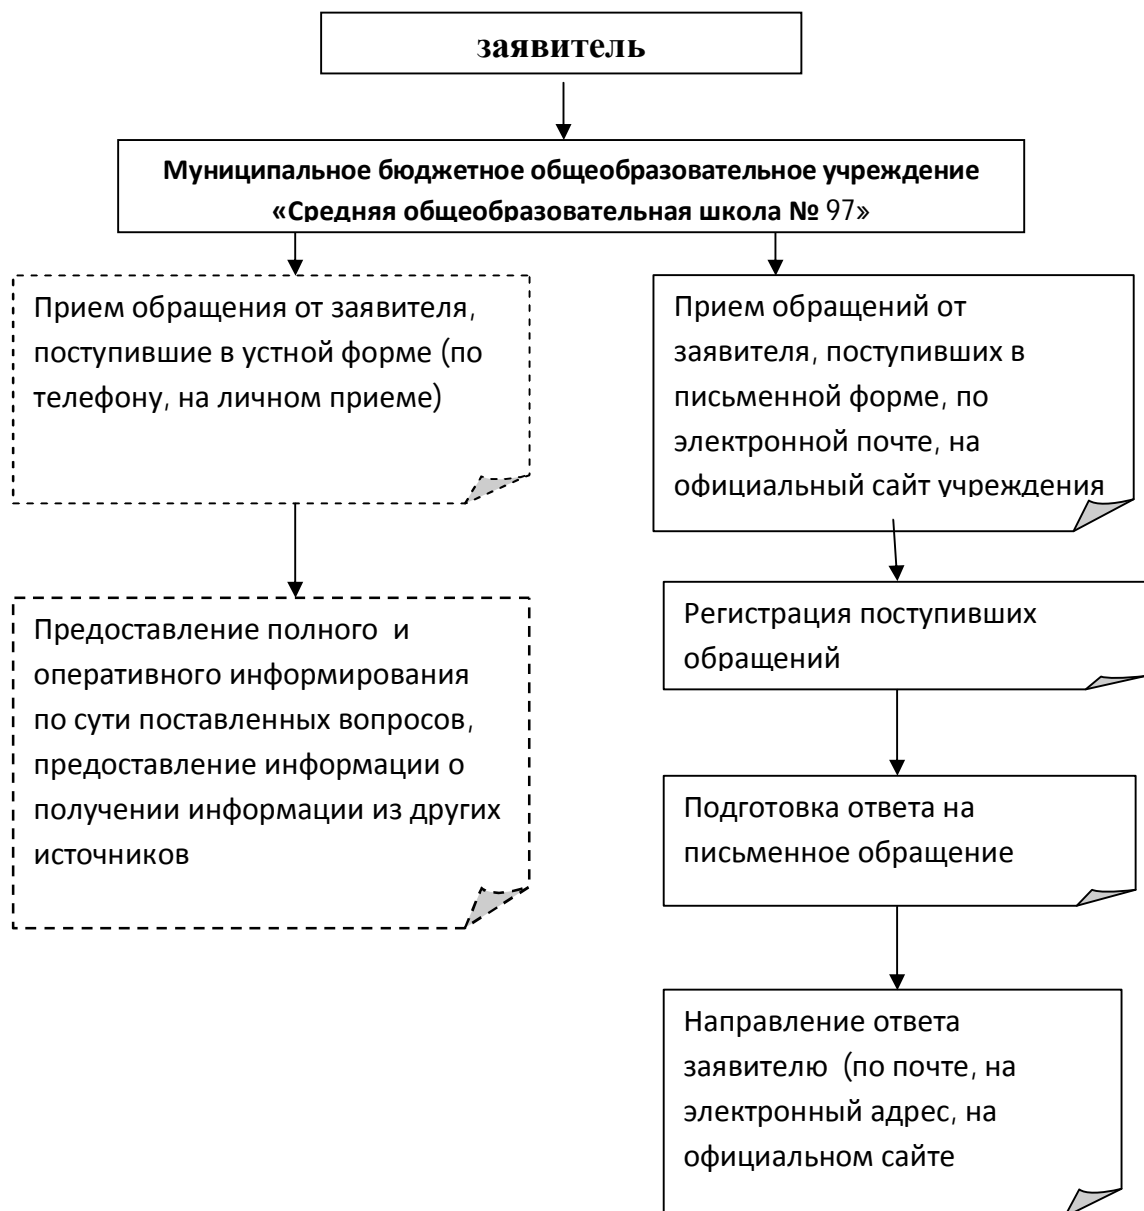 заявитель
Муниципальное бюджетное общеобразовательное учреждение
«Средняя общеобразовательная школа № 97»
Прием обращения от заявителя,
поступившие в устной форме (по
телефону, на личном приеме)
Предоставление полного и
оперативного информирования
по сути поставленных вопросов,
предоставление информации о
получении информации из других
источников
Прием обращений от
заявителя, поступивших в
письменной форме, по
электронной почте, на
официальный сайт учреждения
Регистрация поступивших
обращений
Подготовка ответа на
письменное обращение
Направление ответа
заявителю (по почте, на
электронный адрес, на
официальном сайте